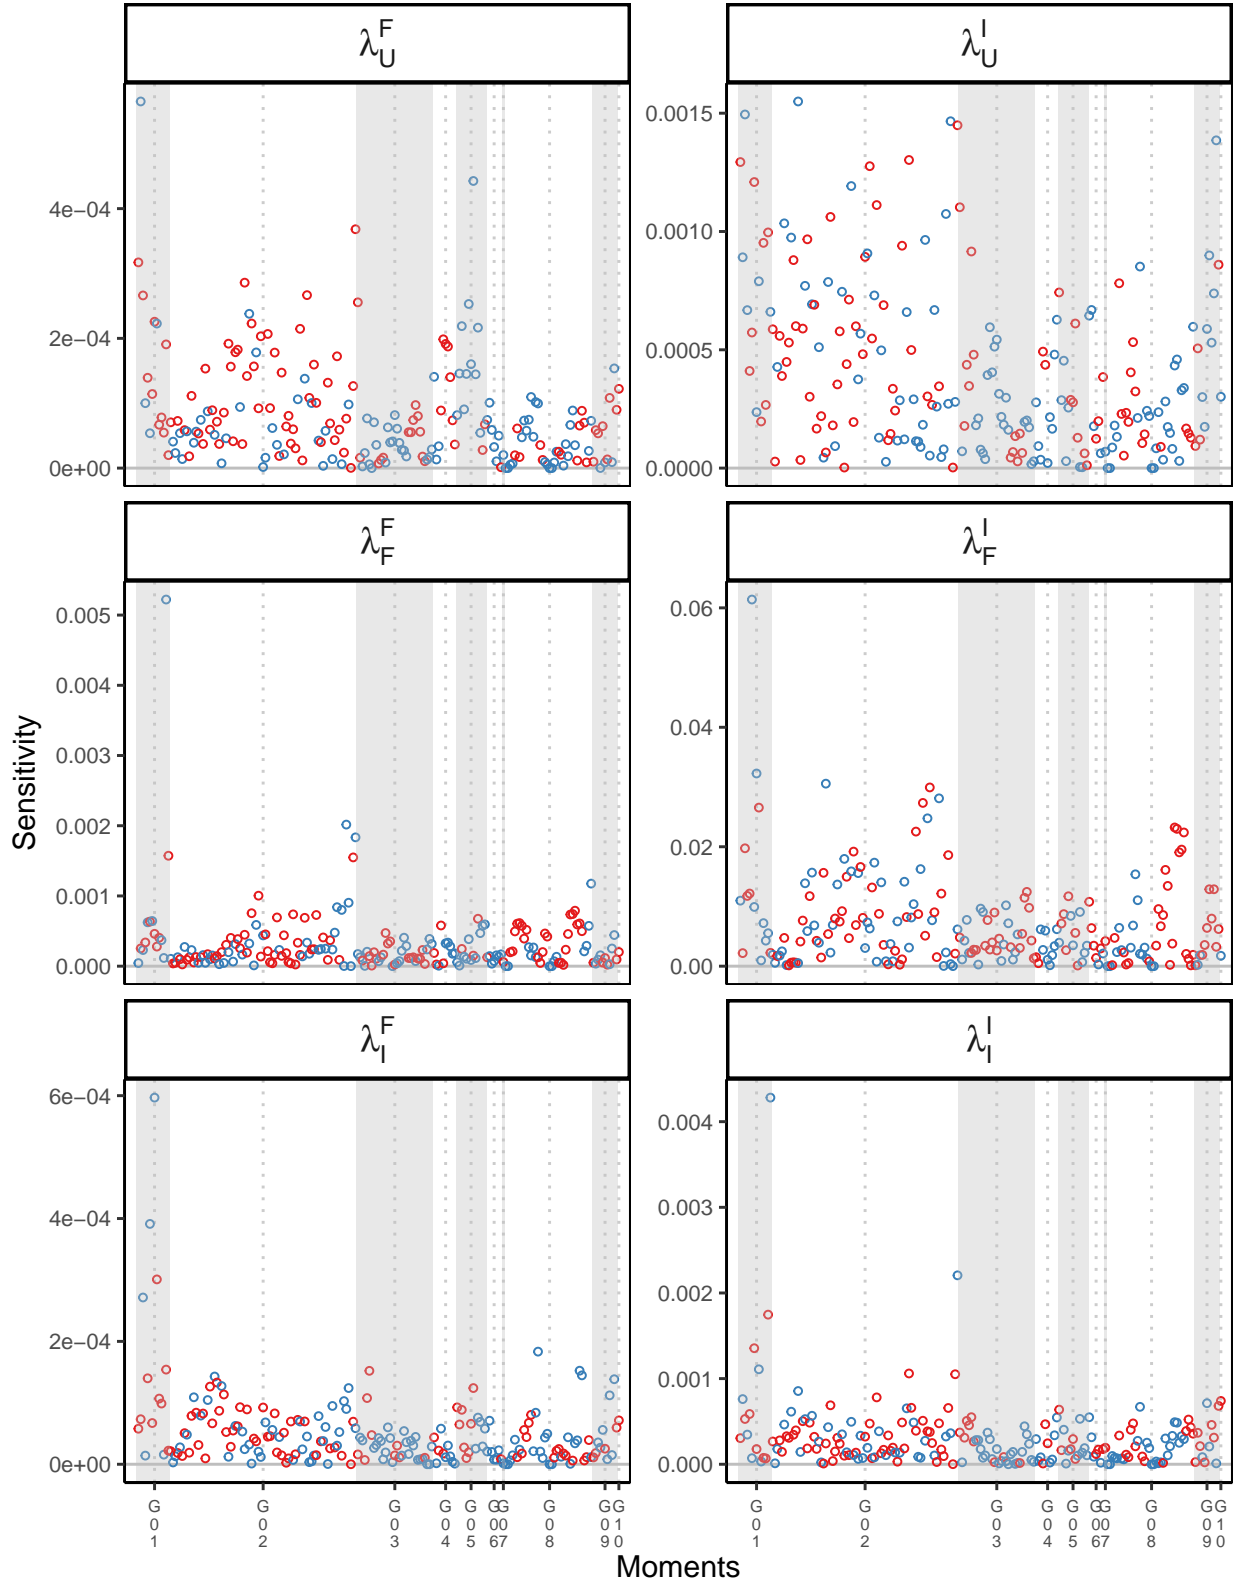 λ_U^F
λ_U^I
4e−04
2e−04
0e+00
0.0015
0.0010
0.0005
0.0000
λ_F^F
λ_F^I
0.005
0.004
0.003
0.002
0.001
0.000
0.06
0.04
0.02
0.00
λ_I^F
λ_I^I
6e−04
4e−04
2e−04
0e+00
0.004
0.003
0.002
0.001
0.000
G01 G02 G03 G04 G05 G06 G07 G08 G09 G10
G01 G02 G03 G04 G05 G06 G07 G08 G09 G10
Sensitivity
Moments